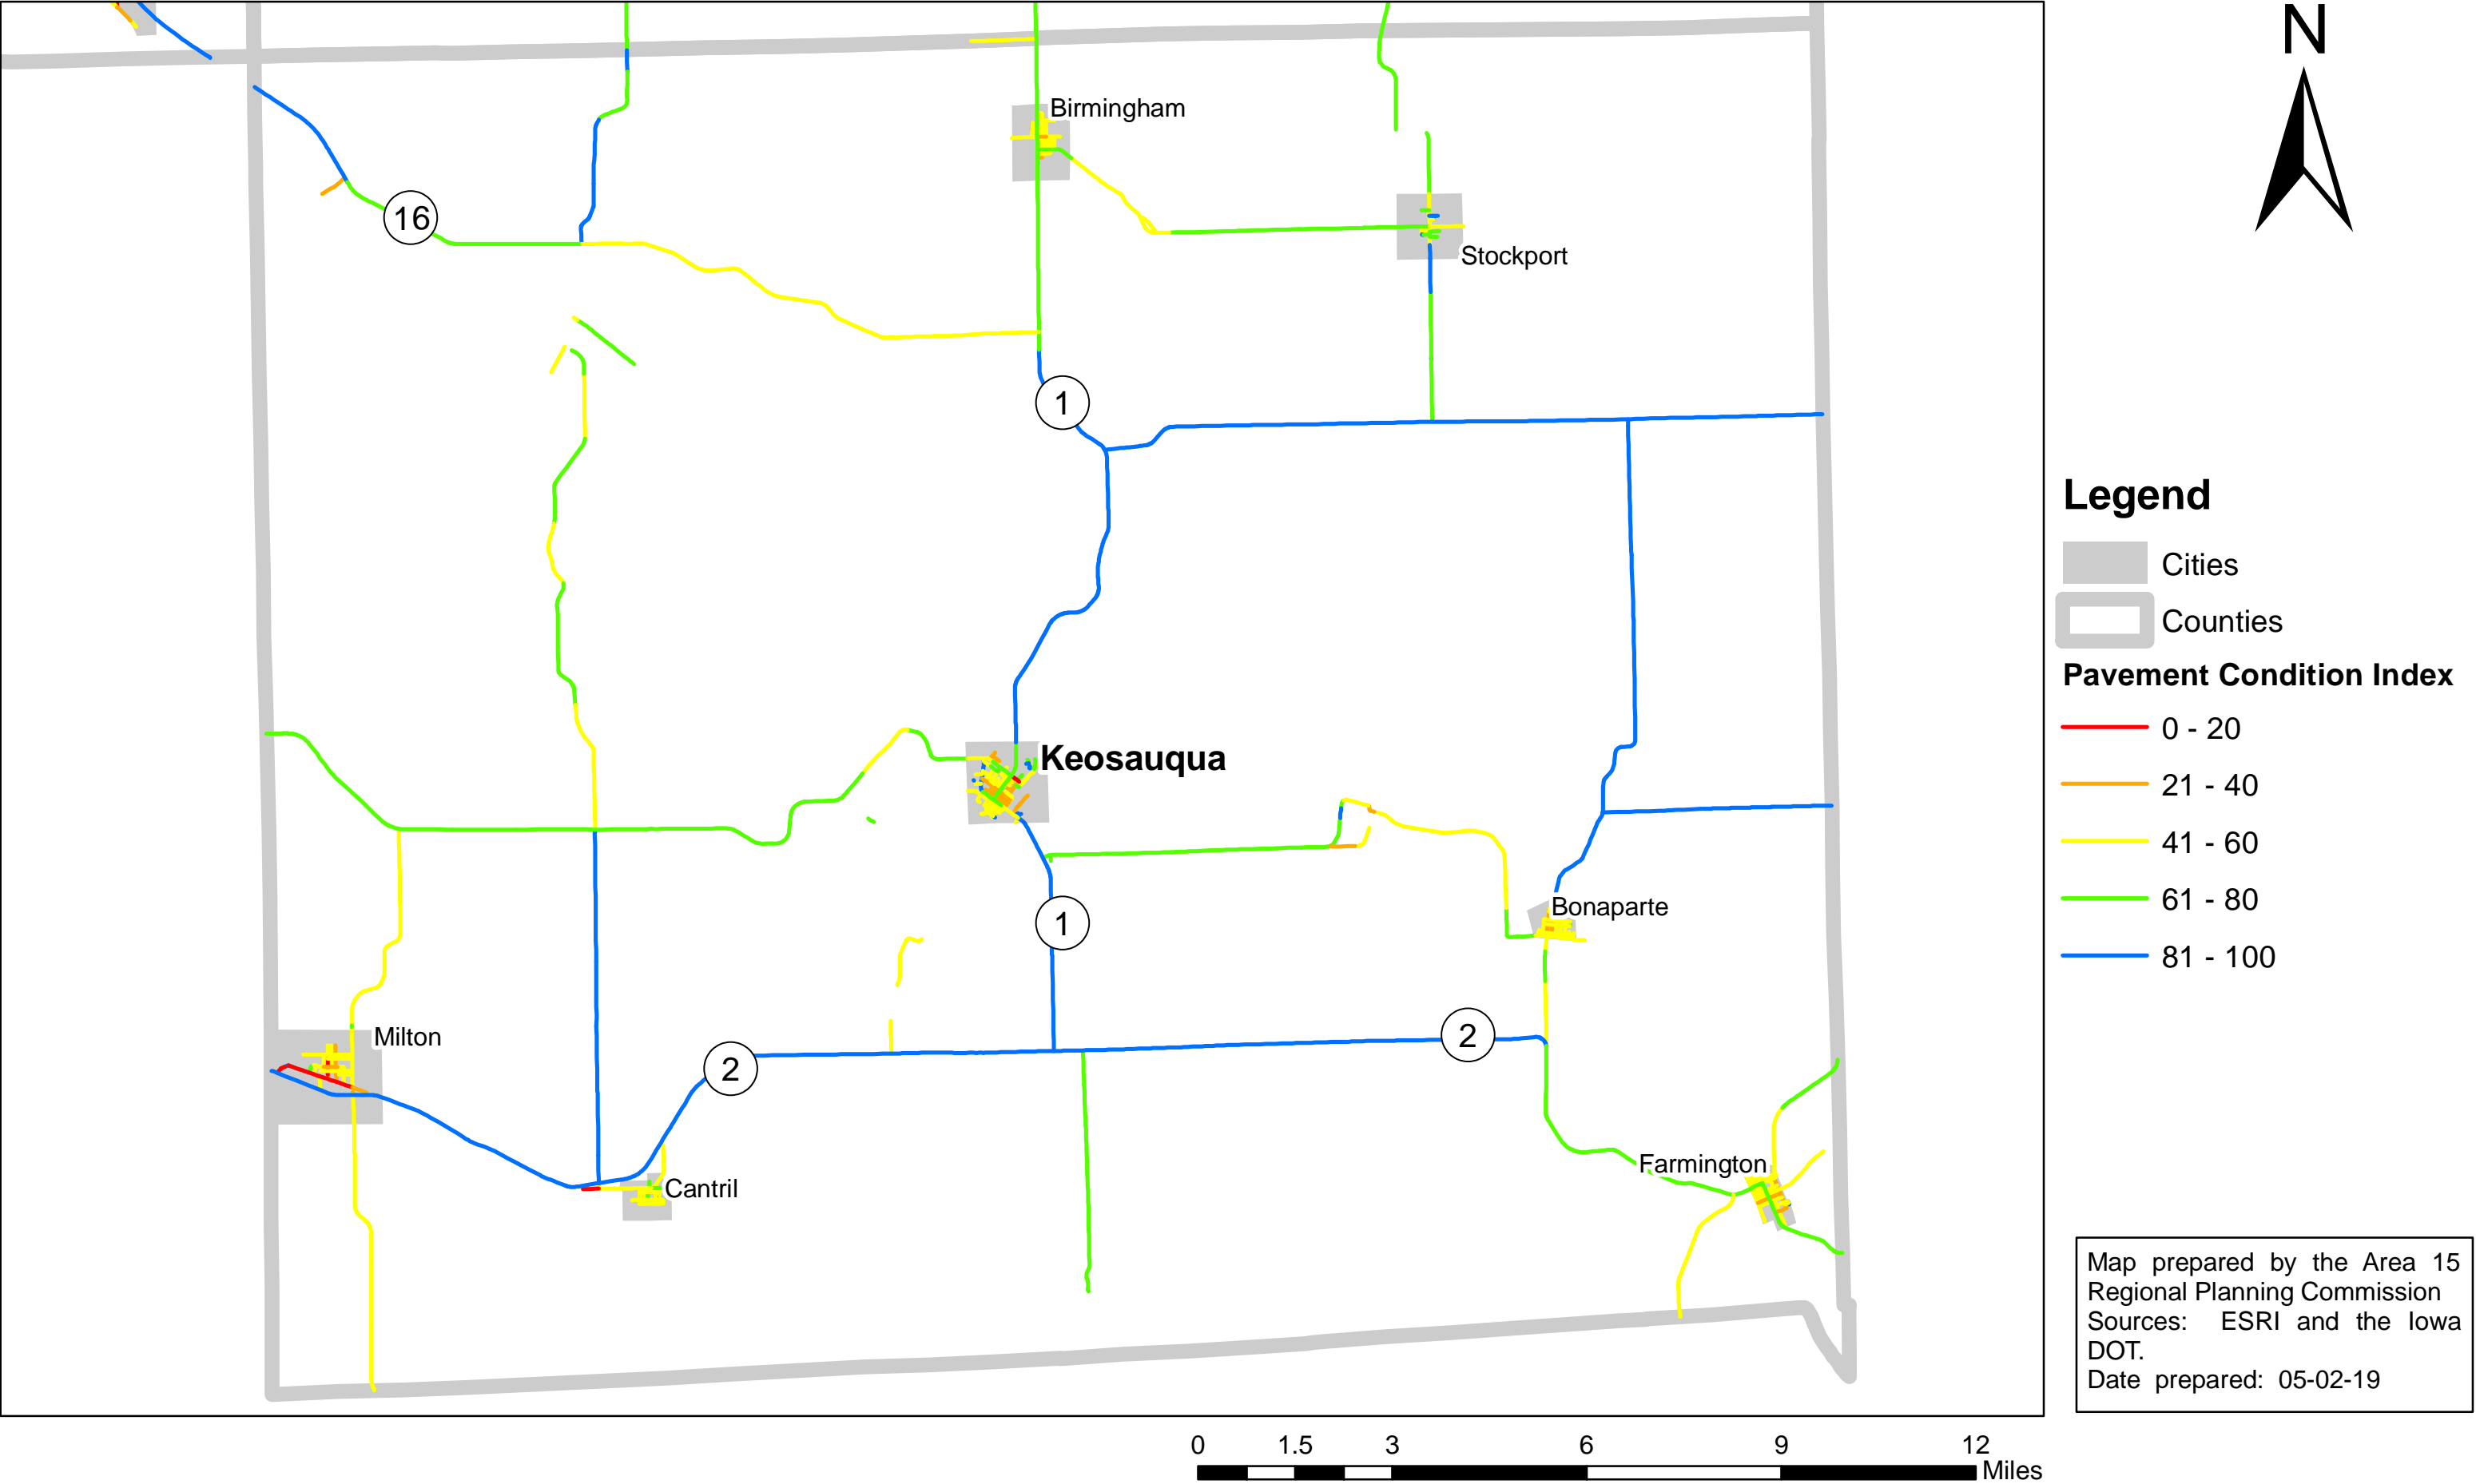 N
Birmingham
16
Stockport
1
Keosauqua
Bonaparte
1
Milton
2
2
Farmington
Cantril
Legend
Cities
Counties
Pavement Condition Index
0 - 20
21 - 40
41 - 60
61 - 80
81 - 100
Map prepared by the Area 15
Regional Planning Commission
Sources: ESRI and the Iowa
DOT.
Date prepared: 05-02-19
0 1.5 3 6 9 12
Miles